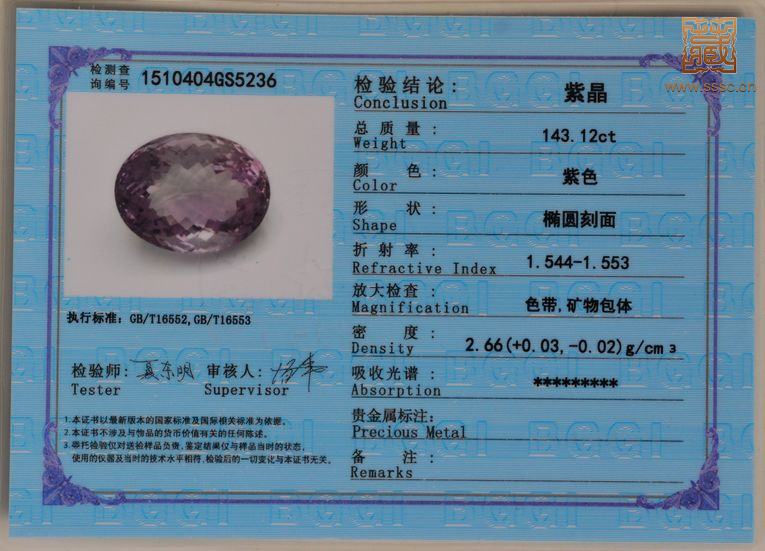 www.sssc.cn
检测查询编号 1510404GS5236
执行标准：GB/T16552,GB/T16553
检验师： 审核人：
Tester Supervisor
1.本证书以最新版本的国家标准及国际相关标准为依据。
2.本证书不涉及与物品的货币价值有关的任何陈述。
3.委托检验仅对送验样品负责，鉴定结果仅与样品当时的状态，
使用的仪器及当时的技术水平相符，检验后的一切变化与本证书无关。
检验结论： 紫晶
Conclusion
总质量： 143.12ct
Weight
颜色： 紫色
Color
形状： 椭圆刻面
Shape
折射率： 1.544-1.553
Refractive Index
放大检查： 色带,矿物包体
Magnification
密度： 2.66(+0.03,-0.02)g/cm3
Density
吸收光谱： *********
Absorption
贵金属标注：
Precious Metal
备注：
Remarks